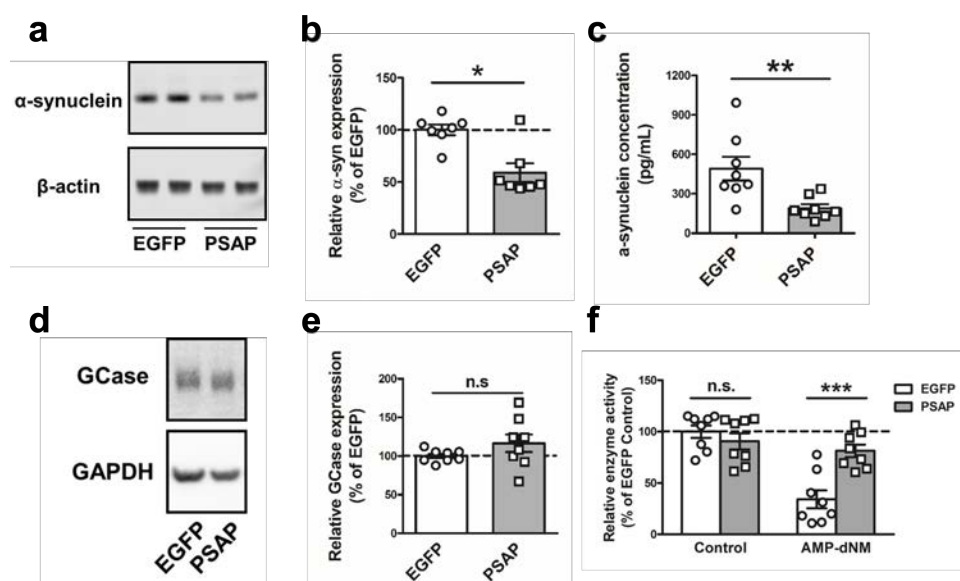 a
α-synuclein
β-actin
EGFP PSAP
b
Relative α-syn expression
(% of EGFP)
150
100
50
0
*
EGFP
PSAP
c
a-synuclein concentration
(pg/mL)
1200
900
600
300
0
**
EGFP
PSAP
d
GCase
GAPDH
EGFP
PSAP
e
Relative GCase expression
(% of EGFP)
200
150
100
50
0
n.s
EGFP
PSAP
f
Relative enzyme activity
(% of EGFP Control)
150
100
50
0
n.s.
***
EGFP
PSAP
Control
AMP-dNM